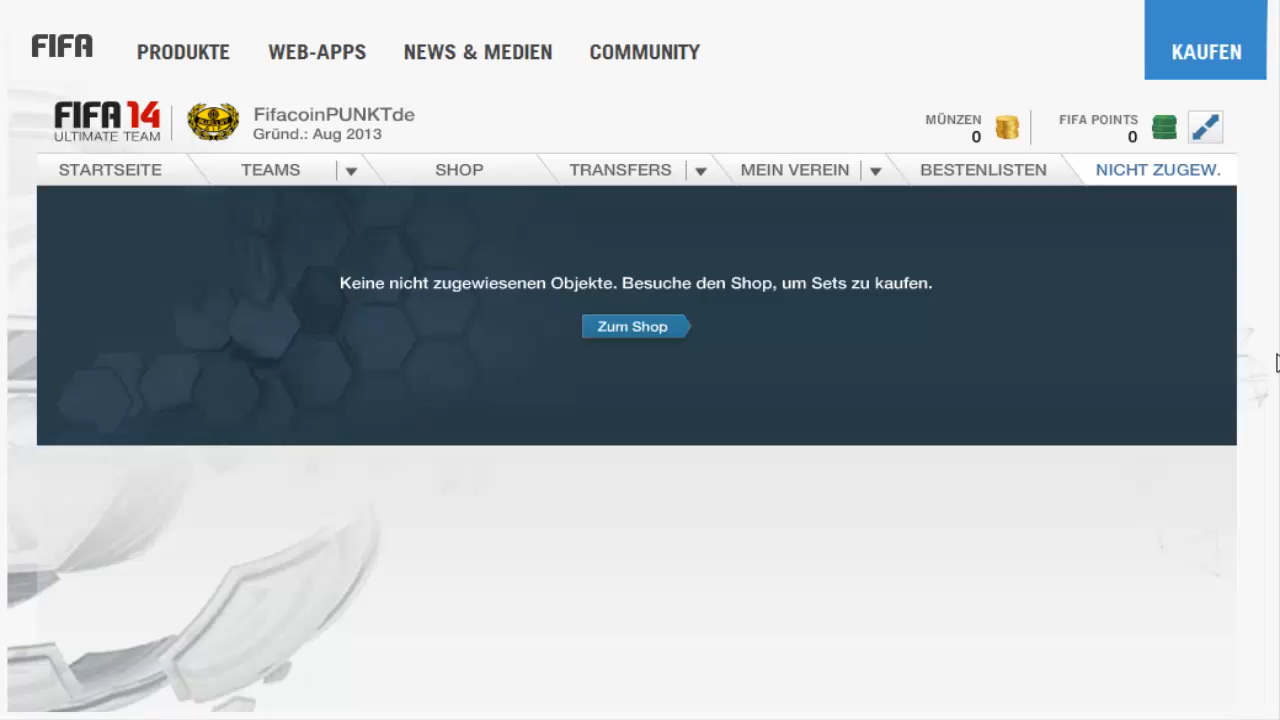 FIFA
PRODUKTE WEB-APPS NEWS & MEDIEN COMMUNITY
KAUFEN
FIFA 14
ULTIMATE TEAM
FifacoinPUNKTde
Gründ.: Aug 2013
MÜNZEN
0
FIFA POINTS
0
STARTSEITE TEAMS SHOP TRANSFERS MEIN VEREIN BESTENLISTEN NICHT ZUGEW.
Keine nicht zugewiesenen Objekte. Besuche den Shop, um Sets zu kaufen.
Zum Shop